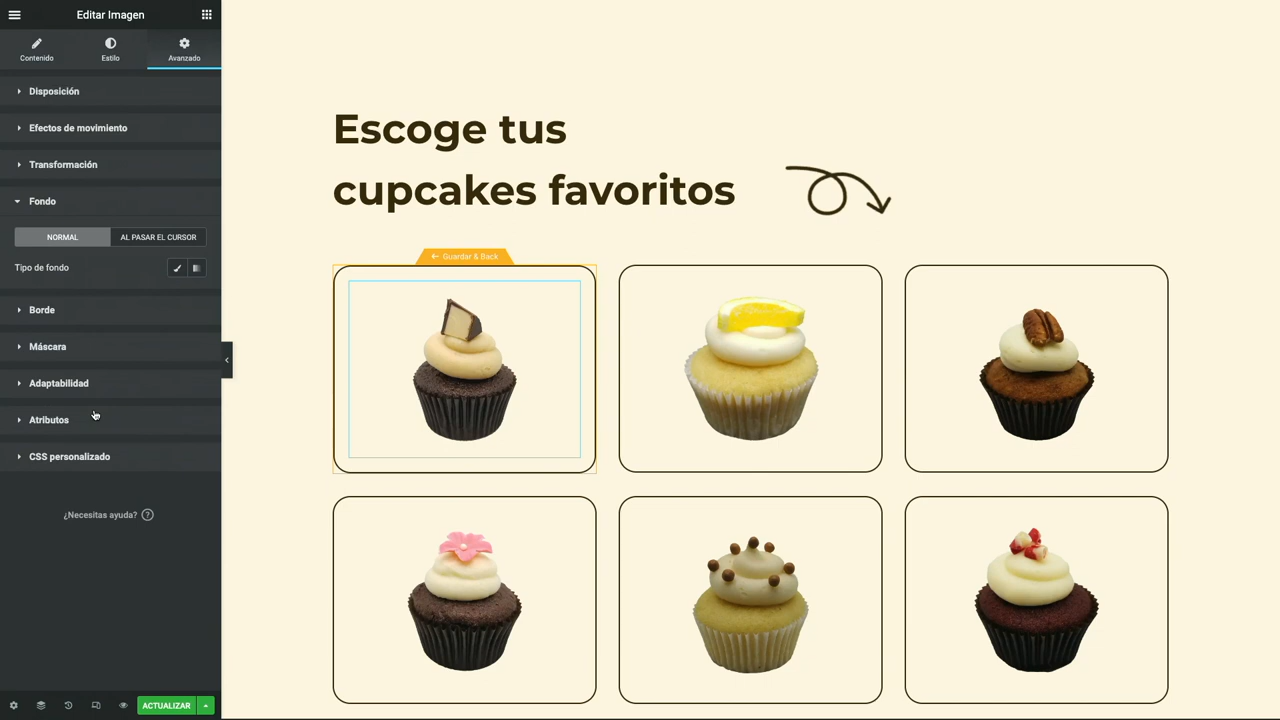 Editar Imagen
Contenido
Estilo
Avanzado
Disposición
Efectos de movimiento
Transformación
Fondo
NORMAL
AL PASAR EL CURSOR
de fondo
Borde
Máscara
Adaptabilidad
Atributos
CSS personalizado
¿Necesitas ayuda? ?
ACTUALIZAR
Escoge tus
cupcakes favoritos
← Guardar & Back